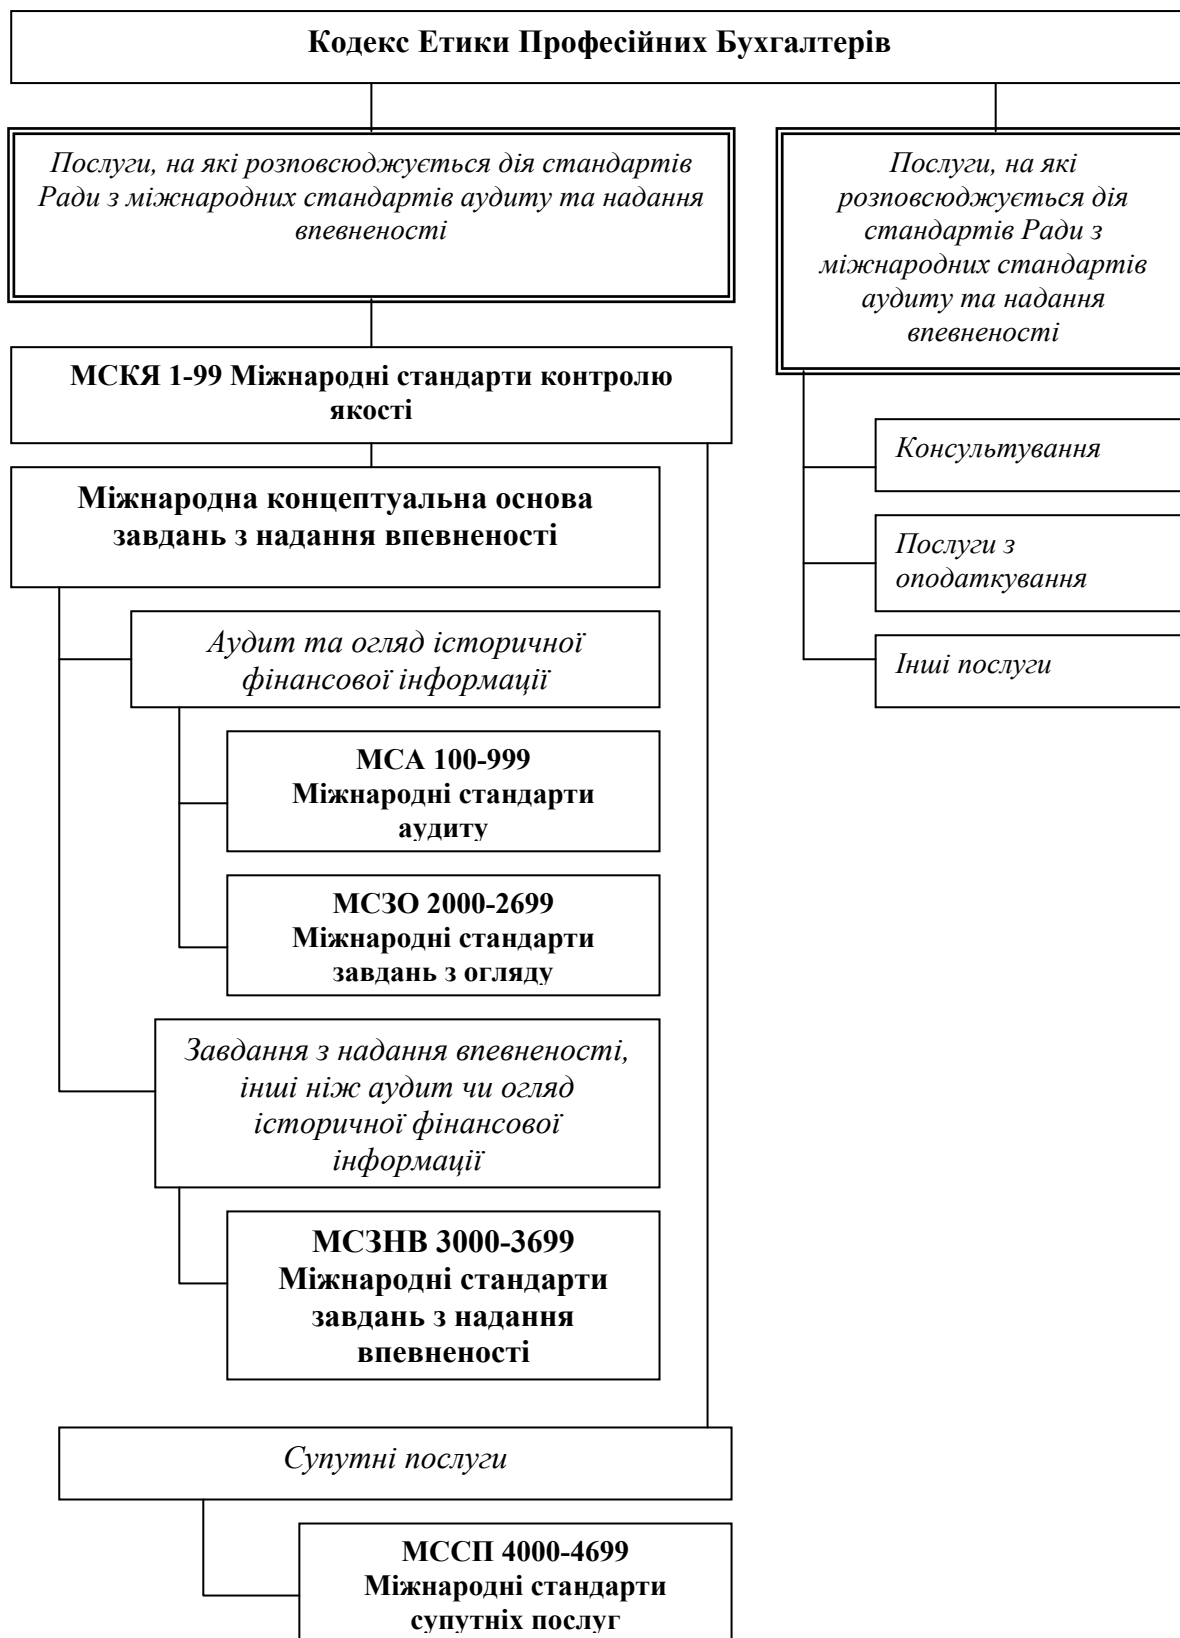 Кодекс Етики Професійних Бухгалтерів
Послуги, на які розповсюджується дія стандартів
Ради з міжнародних стандартів аудиту та надання
впевненості
Послуги, на які
розповсюджується дія
стандартів Ради з
міжнародних стандартів
аудиту та надання
впевненості
МСКЯ 1-99 Міжнародні стандарти контролю
якості
Консультування
Міжнародна концептуальна основа
завдань з надання впевненості
Послуги з
оподаткування
Аудит та огляд історичної
фінансової інформації
Інші послуги
МСА 100-999
Міжнародні стандарти
аудиту
МСЗО 2000-2699
Міжнародні стандарти
завдань з огляду
Завдання з надання впевненості,
інші ніж аудит чи огляд
історичної фінансової
інформації
МСЗНВ 3000-3699
Міжнародні стандарти
завдань з надання
впевненості
Супутні послуги
МССП 4000-4699
Міжнародні стандарти
супутніх послуг